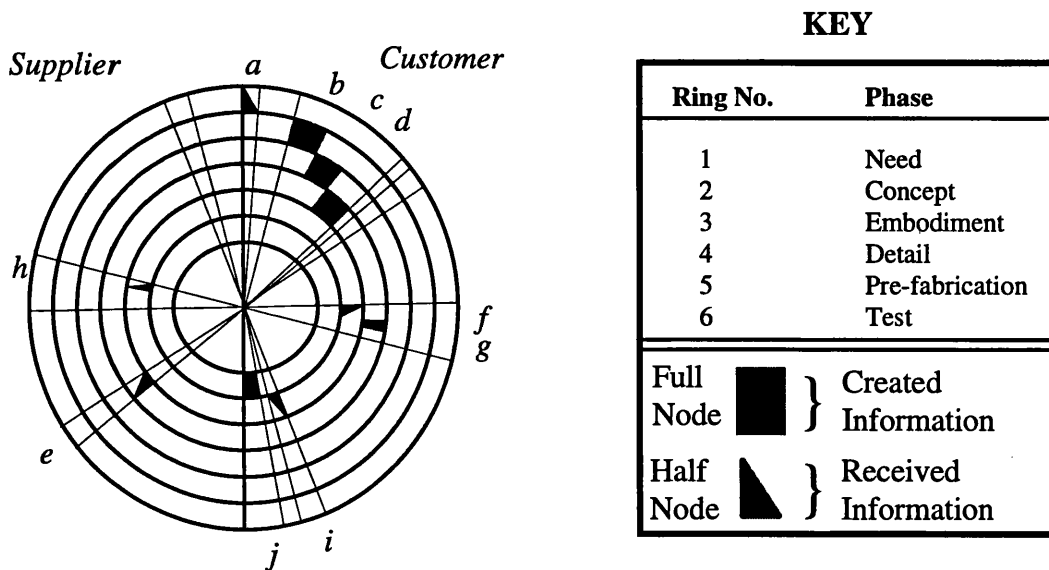 Supplier
Customer
a
b
c
d
h
f
g
e
i
j
KEY
Ring No. Phase
1 Need
2 Concept
3 Embodiment
4 Detail
5 Pre-fabrication
6 Test
Full
Node
} Created
Information
Half
Node
} Received
Information